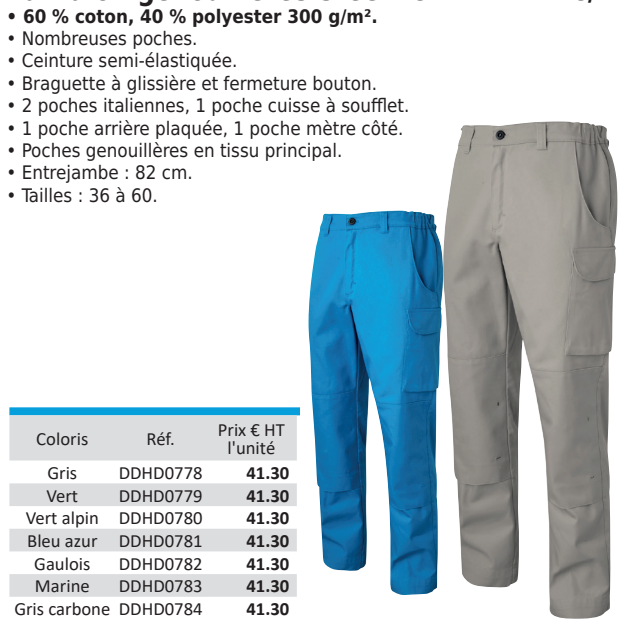 • 60 % coton, 40 % polyester 300 g/m².
• Nombreuses poches.
• Ceinture semi-élastiquée.
• Braguette à glissière et fermeture bouton.
• 2 poches italiennes, 1 poche cuisse à soufflet.
• 1 poche arrière plaquée, 1 poche mètre côté.
• Poches genouillères en tissu principal.
• Entrejambe : 82 cm.
• Tailles : 36 à 60.
Coloris Réf. Prix € HT l'unité
Gris DDHD0778 41.30
Vert DDHD0779 41.30
Vert alpin DDHD0780 41.30
Bleu azur DDHD0781 41.30
Gaulois DDHD0782 41.30
Marine DDHD0783 41.30
Gris carbone DDHD0784 41.30